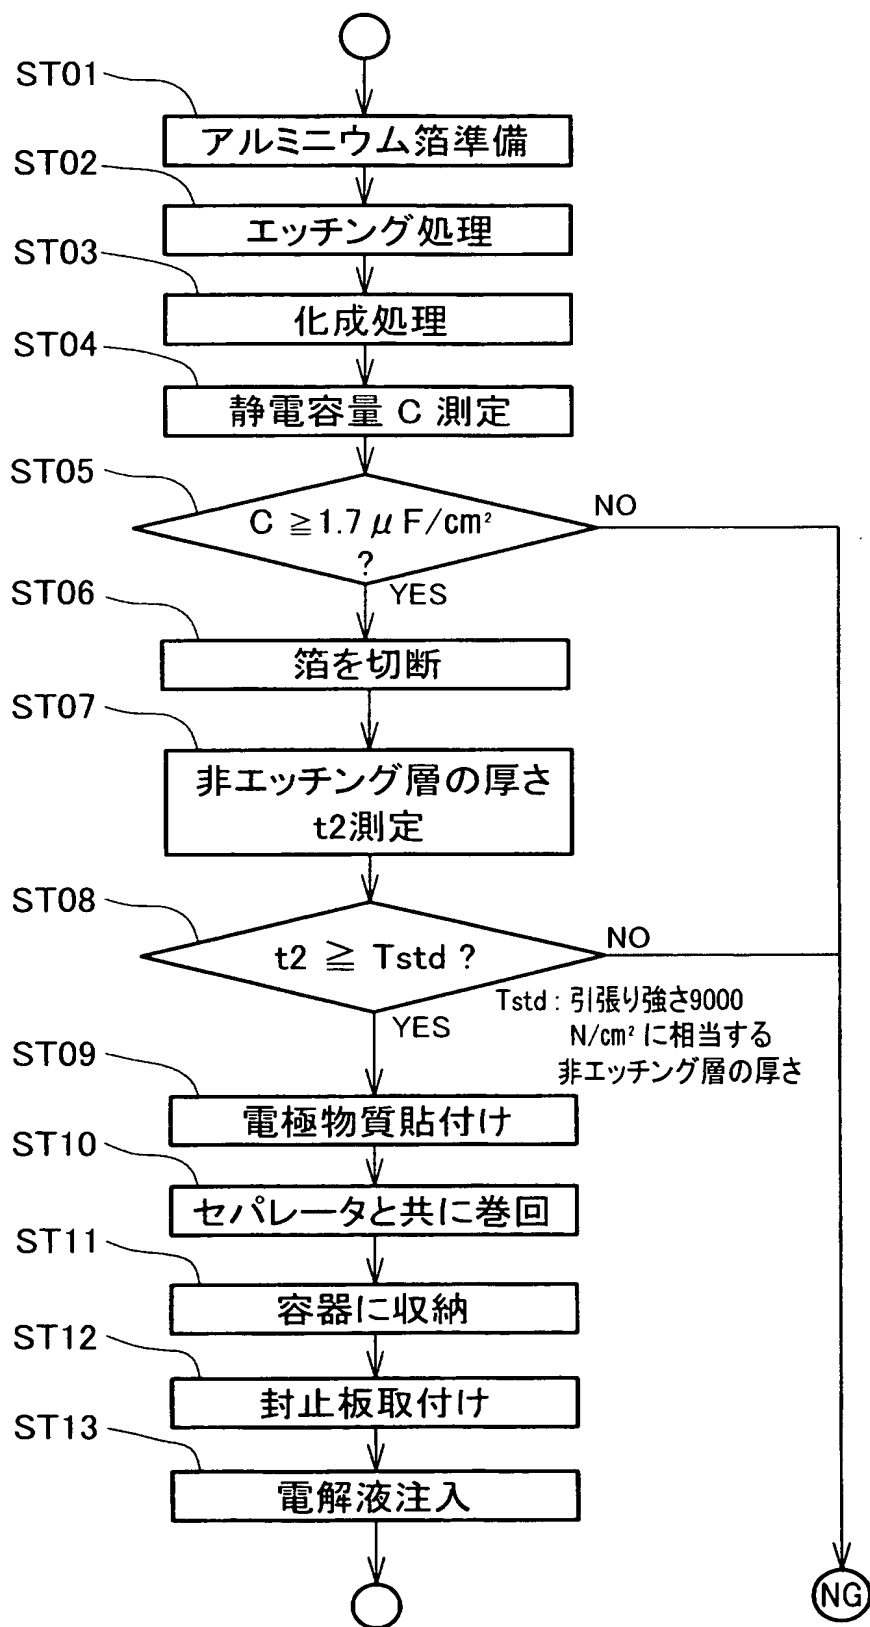 ST01
アルミニウム箔準備
ST02
エッチング処理
ST03
化成処理
ST04
静電容量 C 測定
ST05
C ≧1.7 μ F/cm²
?
NO
YES
ST06
箔を切断
ST07
非エッチング層の厚さ
t2測定
ST08
t2 ≧ Tstd ?
NO
YES
Tstd : 引張り強さ9000
N/cm² に相当する
非エッチング層の厚さ
ST09
電極物質貼付け
ST10
セパレータと共に巻回
ST11
容器に収納
ST12
封止板取付け
ST13
電解液注入
NG